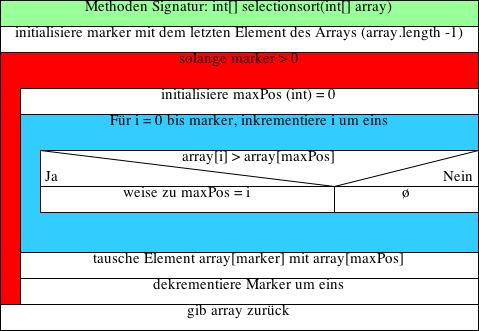 Methoden Signatur: int[] selectionsort(int[] array)
initialisiere marker mit dem letzten Element des Arrays (array.length -1)
solange marker > 0
initialisiere maxPos (int) = 0
Für i = 0 bis marker, inkrementiere i um eins
array[i] > array[maxPos]
Ja Nein
weise zu maxPos = i ø
tausche Element array[marker] mit array[maxPos]
dekrementiere Marker um eins
gib array zurück